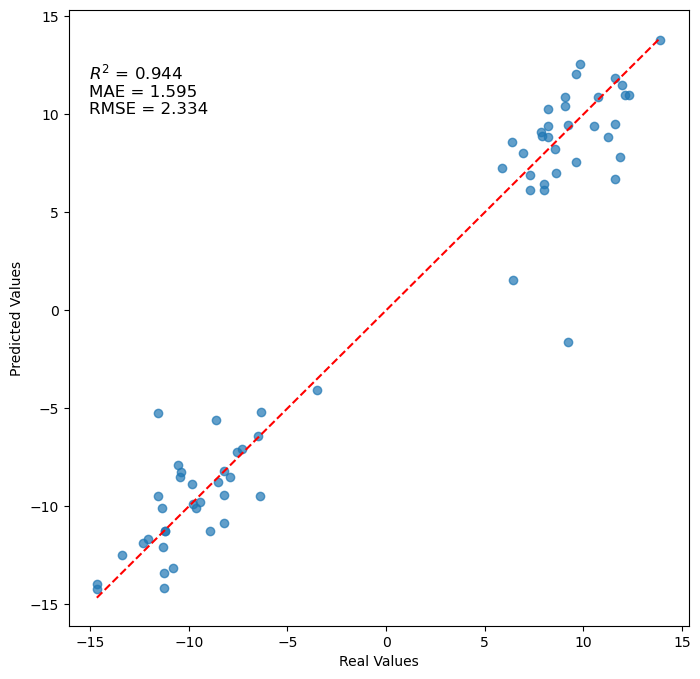 R² = 0.944
MAE = 1.595
RMSE = 2.334
15
10
5
0
−5
−10
−15
Predicted Values
−15 −10 −5 0 5 10 15
Real Values